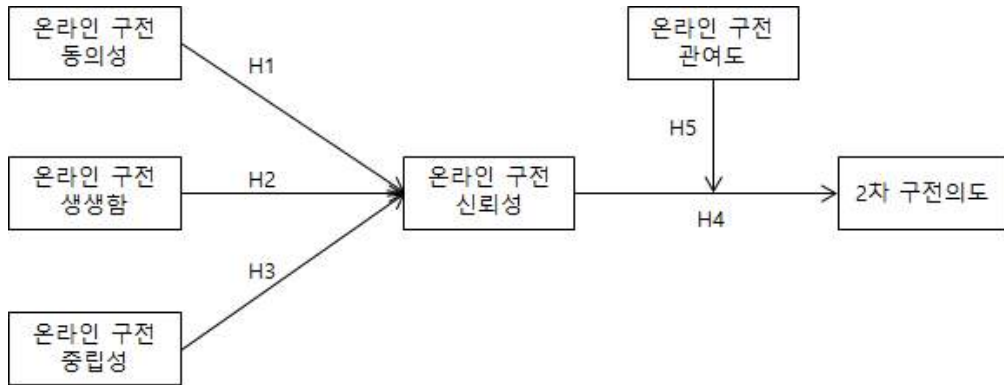 온라인 구전
동의성
온라인 구전
관여도
H1
H5
온라인 구전
생생함
H2
온라인 구전
신뢰성
H4
2차 구전의도
H3
온라인 구전
중립성